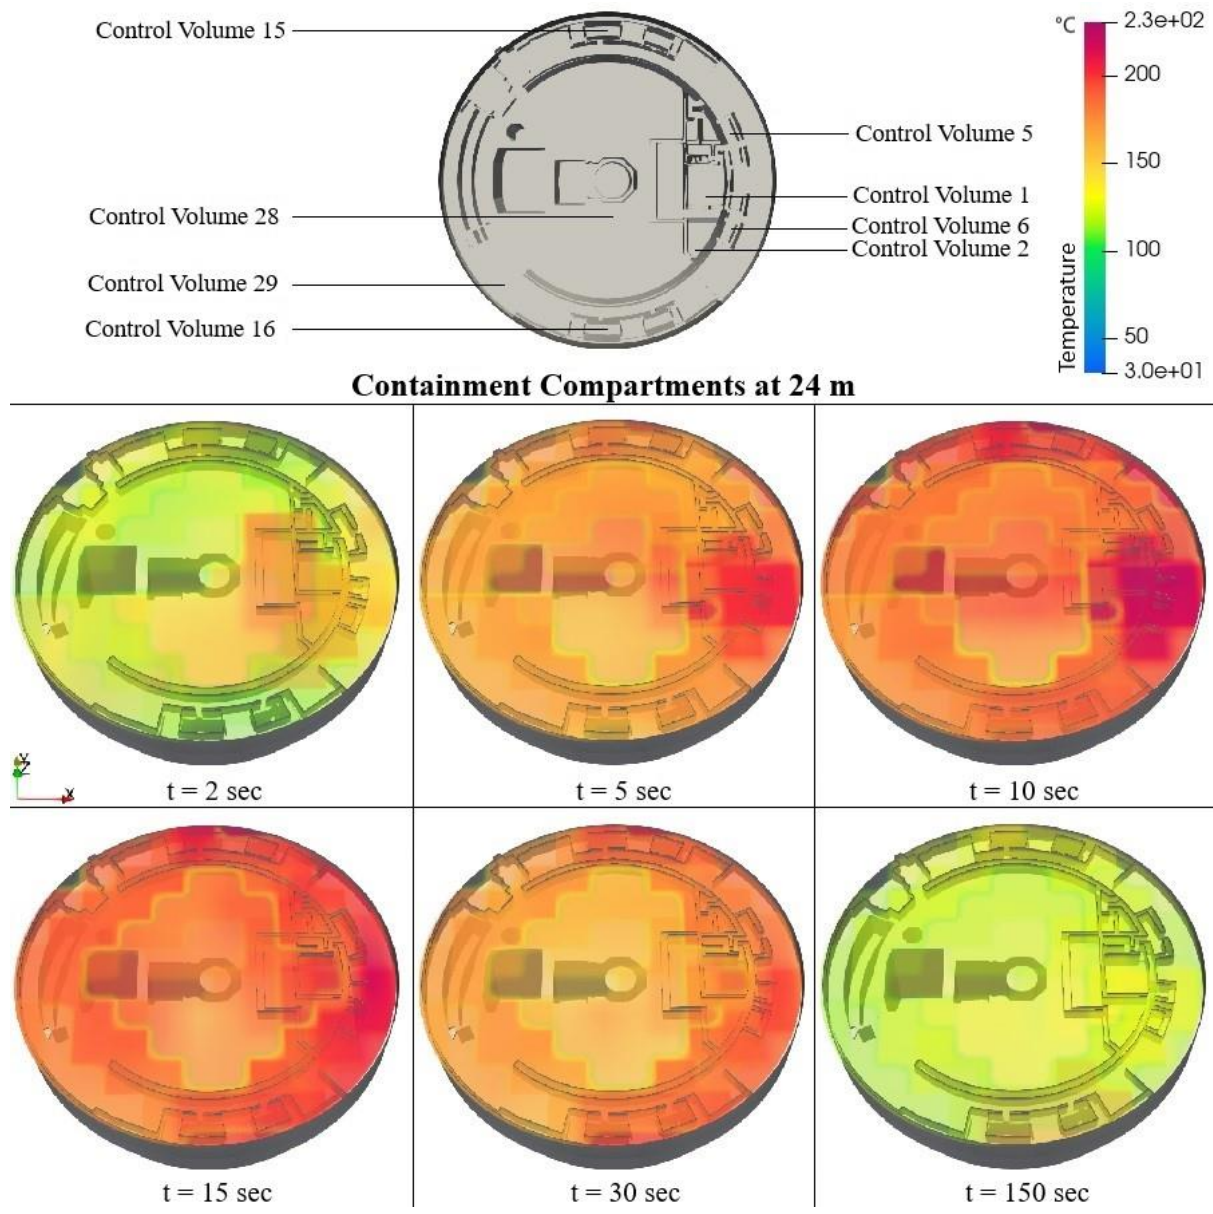 Control Volume 15
Control Volume 28
Control Volume 29
Control Volume 16
Control Volume 5
Control Volume 1
Control Volume 6
Control Volume 2
°C
2.3e+02
200
150
100
50
3.0e+01
Temperature
Containment Compartments at 24 m
Y
Z
X
t = 2 sec
t = 5 sec
t = 10 sec
t = 15 sec
t = 30 sec
t = 150 sec